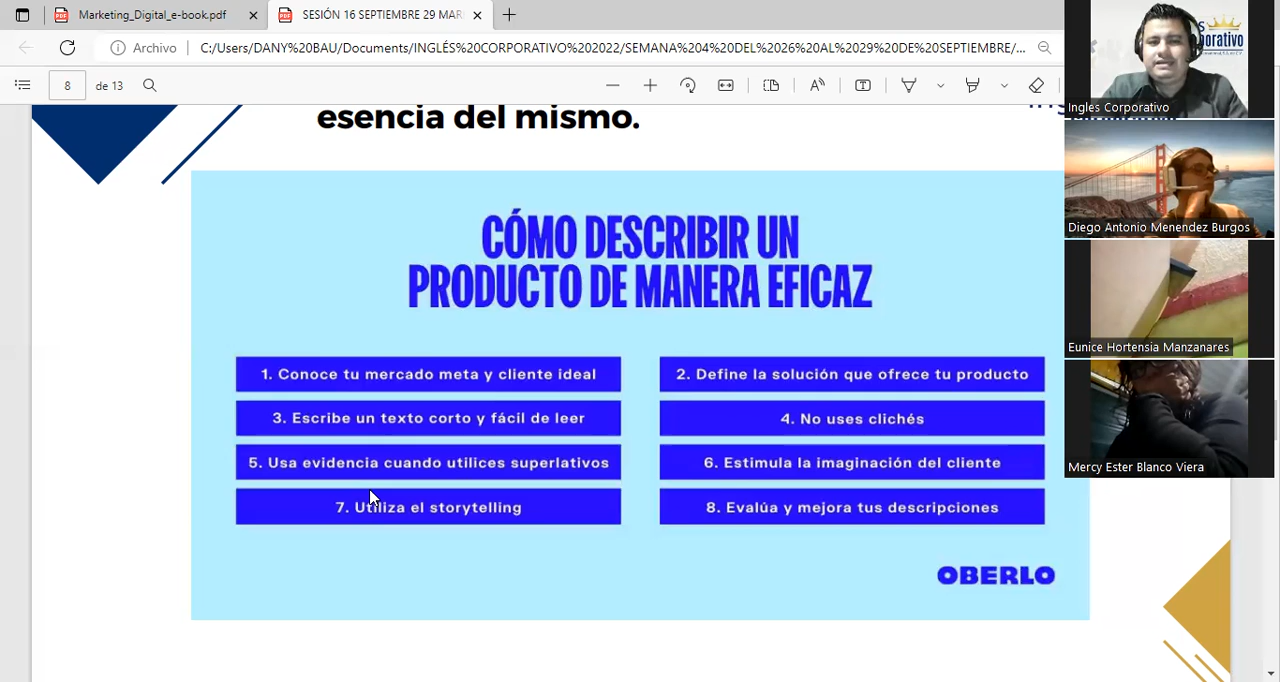 Marketing_Digital_e-book.pdf
SESIÓN 16 SEPTIEMBRE 29 MAR
Archivo
C:/Users/DANY%20BAU/Documents/INGLÉS%20CORPORATIVO%202022/SEMANA%204%20DEL%2026%20AL%2029%20DE%20SEPTIEMBRE/...
8
de 13
esencia del mismo.
CÓMO DESCRIBIR UN
PRODUCTO DE MANERA EFICAZ
1. Conoce tu mercado meta y cliente ideal
2. Define la solución que ofrece tu producto
3. Escribe un texto corto y fácil de leer
4. No uses clichés
5. Usa evidencia cuando utilices superlativos
6. Estimula la imaginación del cliente
7. Utiliza el storytelling
8. Evalúa y mejora tus descripciones
OBERLO
Ingles Corporativo
Diego Antonio Menendez Burgos
Eunice Hortensia Manzanares
Mercy Ester Blanco Viera